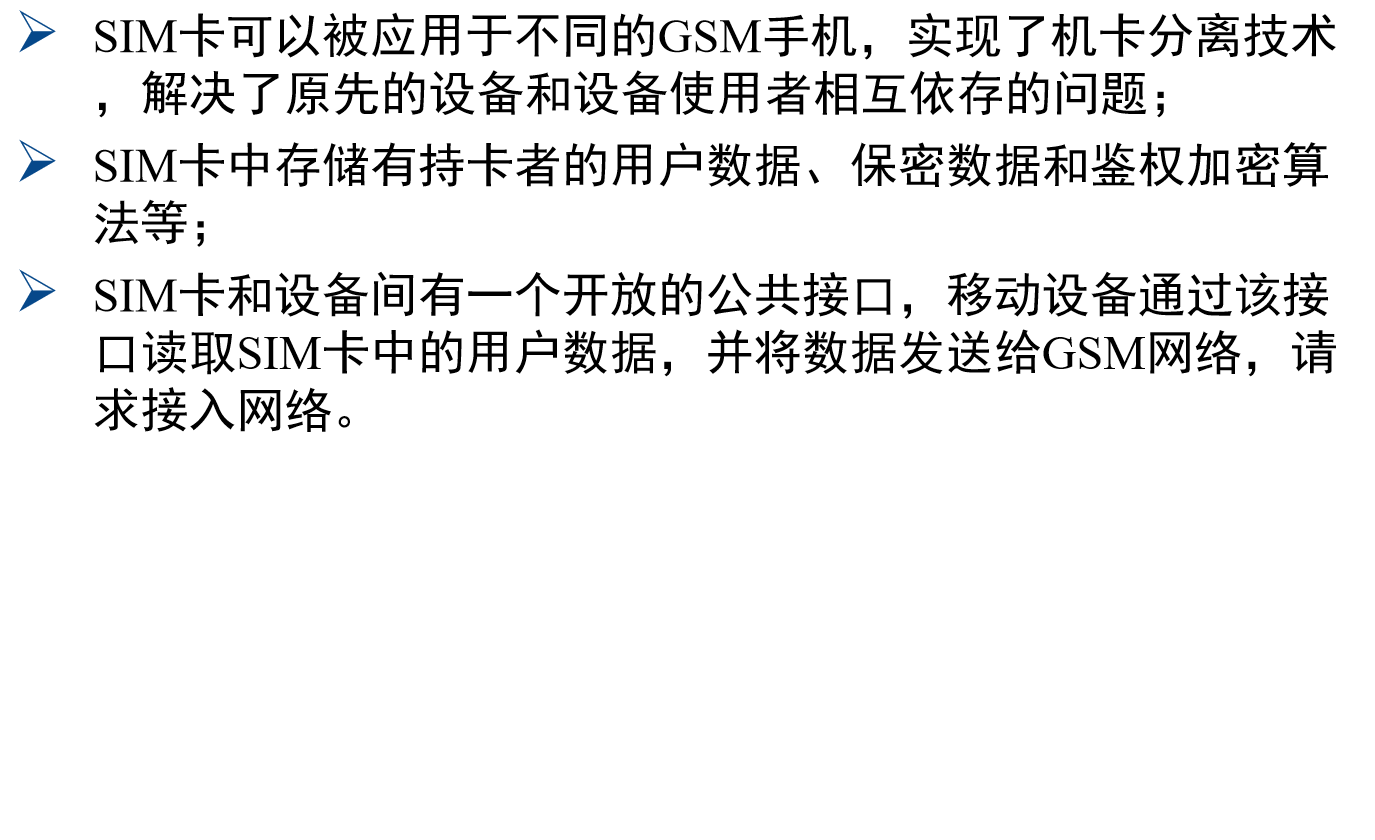 SIM卡可以被应用于不同的GSM手机，实现了机卡分离技术
，解决了原先的设备和设备使用者相互依存的问题；
SIM卡中存储有持卡者的用户数据、保密数据和鉴权加密算
法等；
SIM卡和设备间有一个开放的公共接口，移动设备通过该接
口读取SIM卡中的用户数据，并将数据发送给GSM网络，请
求接入网络。